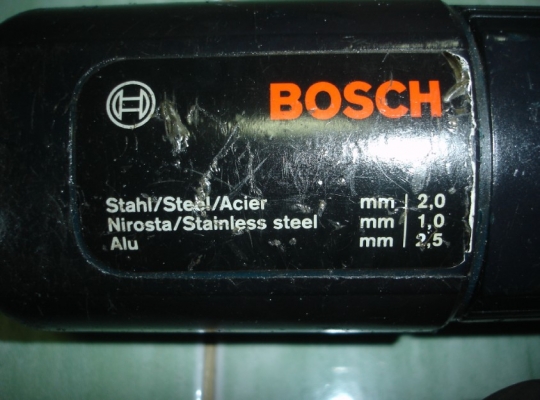 BOSCH
Stahl/Steel/Acier mm 2,0
Nirosta/Stainless steel mm 1,0
Alu mm 2,5